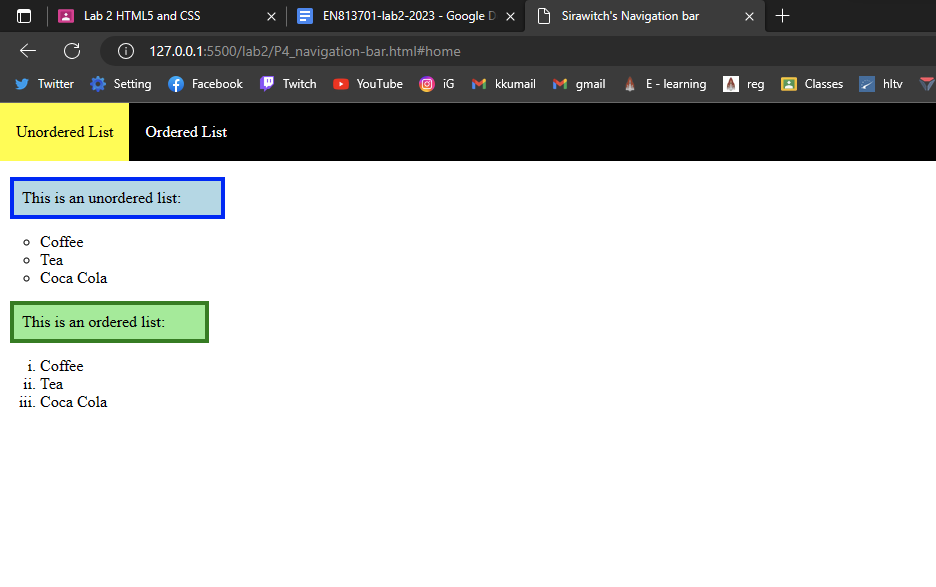 Lab 2 HTML5 and CSS
EN813701-lab2-2023 - Google D
Sirawitch's Navigation bar
127.0.0.1:5500/lab2/P4_navigation-bar.html#home
Twitter Setting Facebook Twitch YouTube iG kkumail gmail E - learning reg Classes hltv
Unordered List Ordered List
This is an unordered list:
Coffee
Tea
Coca Cola
This is an ordered list:
i. Coffee
ii. Tea
iii. Coca Cola